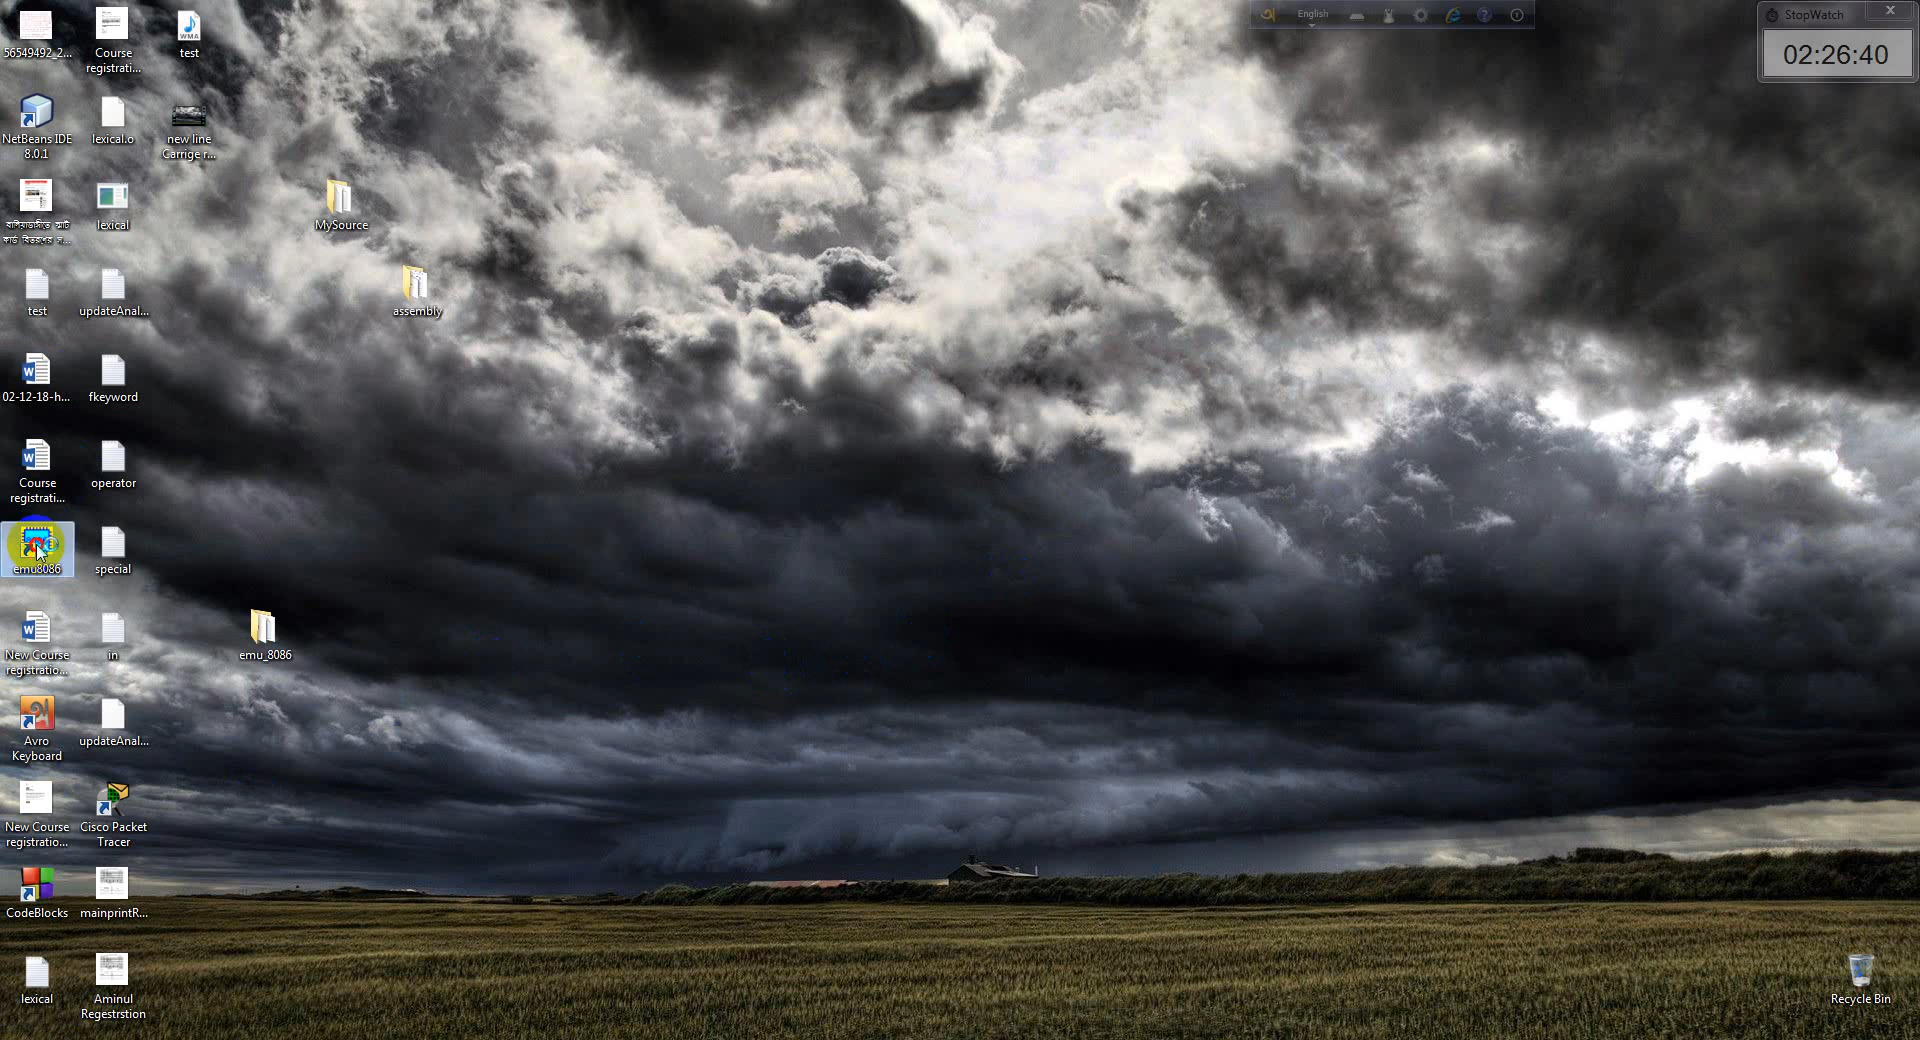 56549492_2...
Course
registrati...
test
NetBeans IDE
8.0.1
lexical.o
new line
Carrige r...
বালিয়াডাঙ্গীতে স্মার্ট
কার্ড বিতরণের স...
lexical
MySource
test
updateAnal...
assembly
02-12-18-h...
fkeyword
Course
registrati...
operator
emu8086
special
New Course
registratio...
in
emu_8086
Avro
Keyboard
updateAnal...
New Course
registratio...
Cisco Packet
Tracer
CodeBlocks
mainprintR...
lexical
Aminul
Regestrstion
English
StopWatch
02:26:40
WMA
Recycle Bin